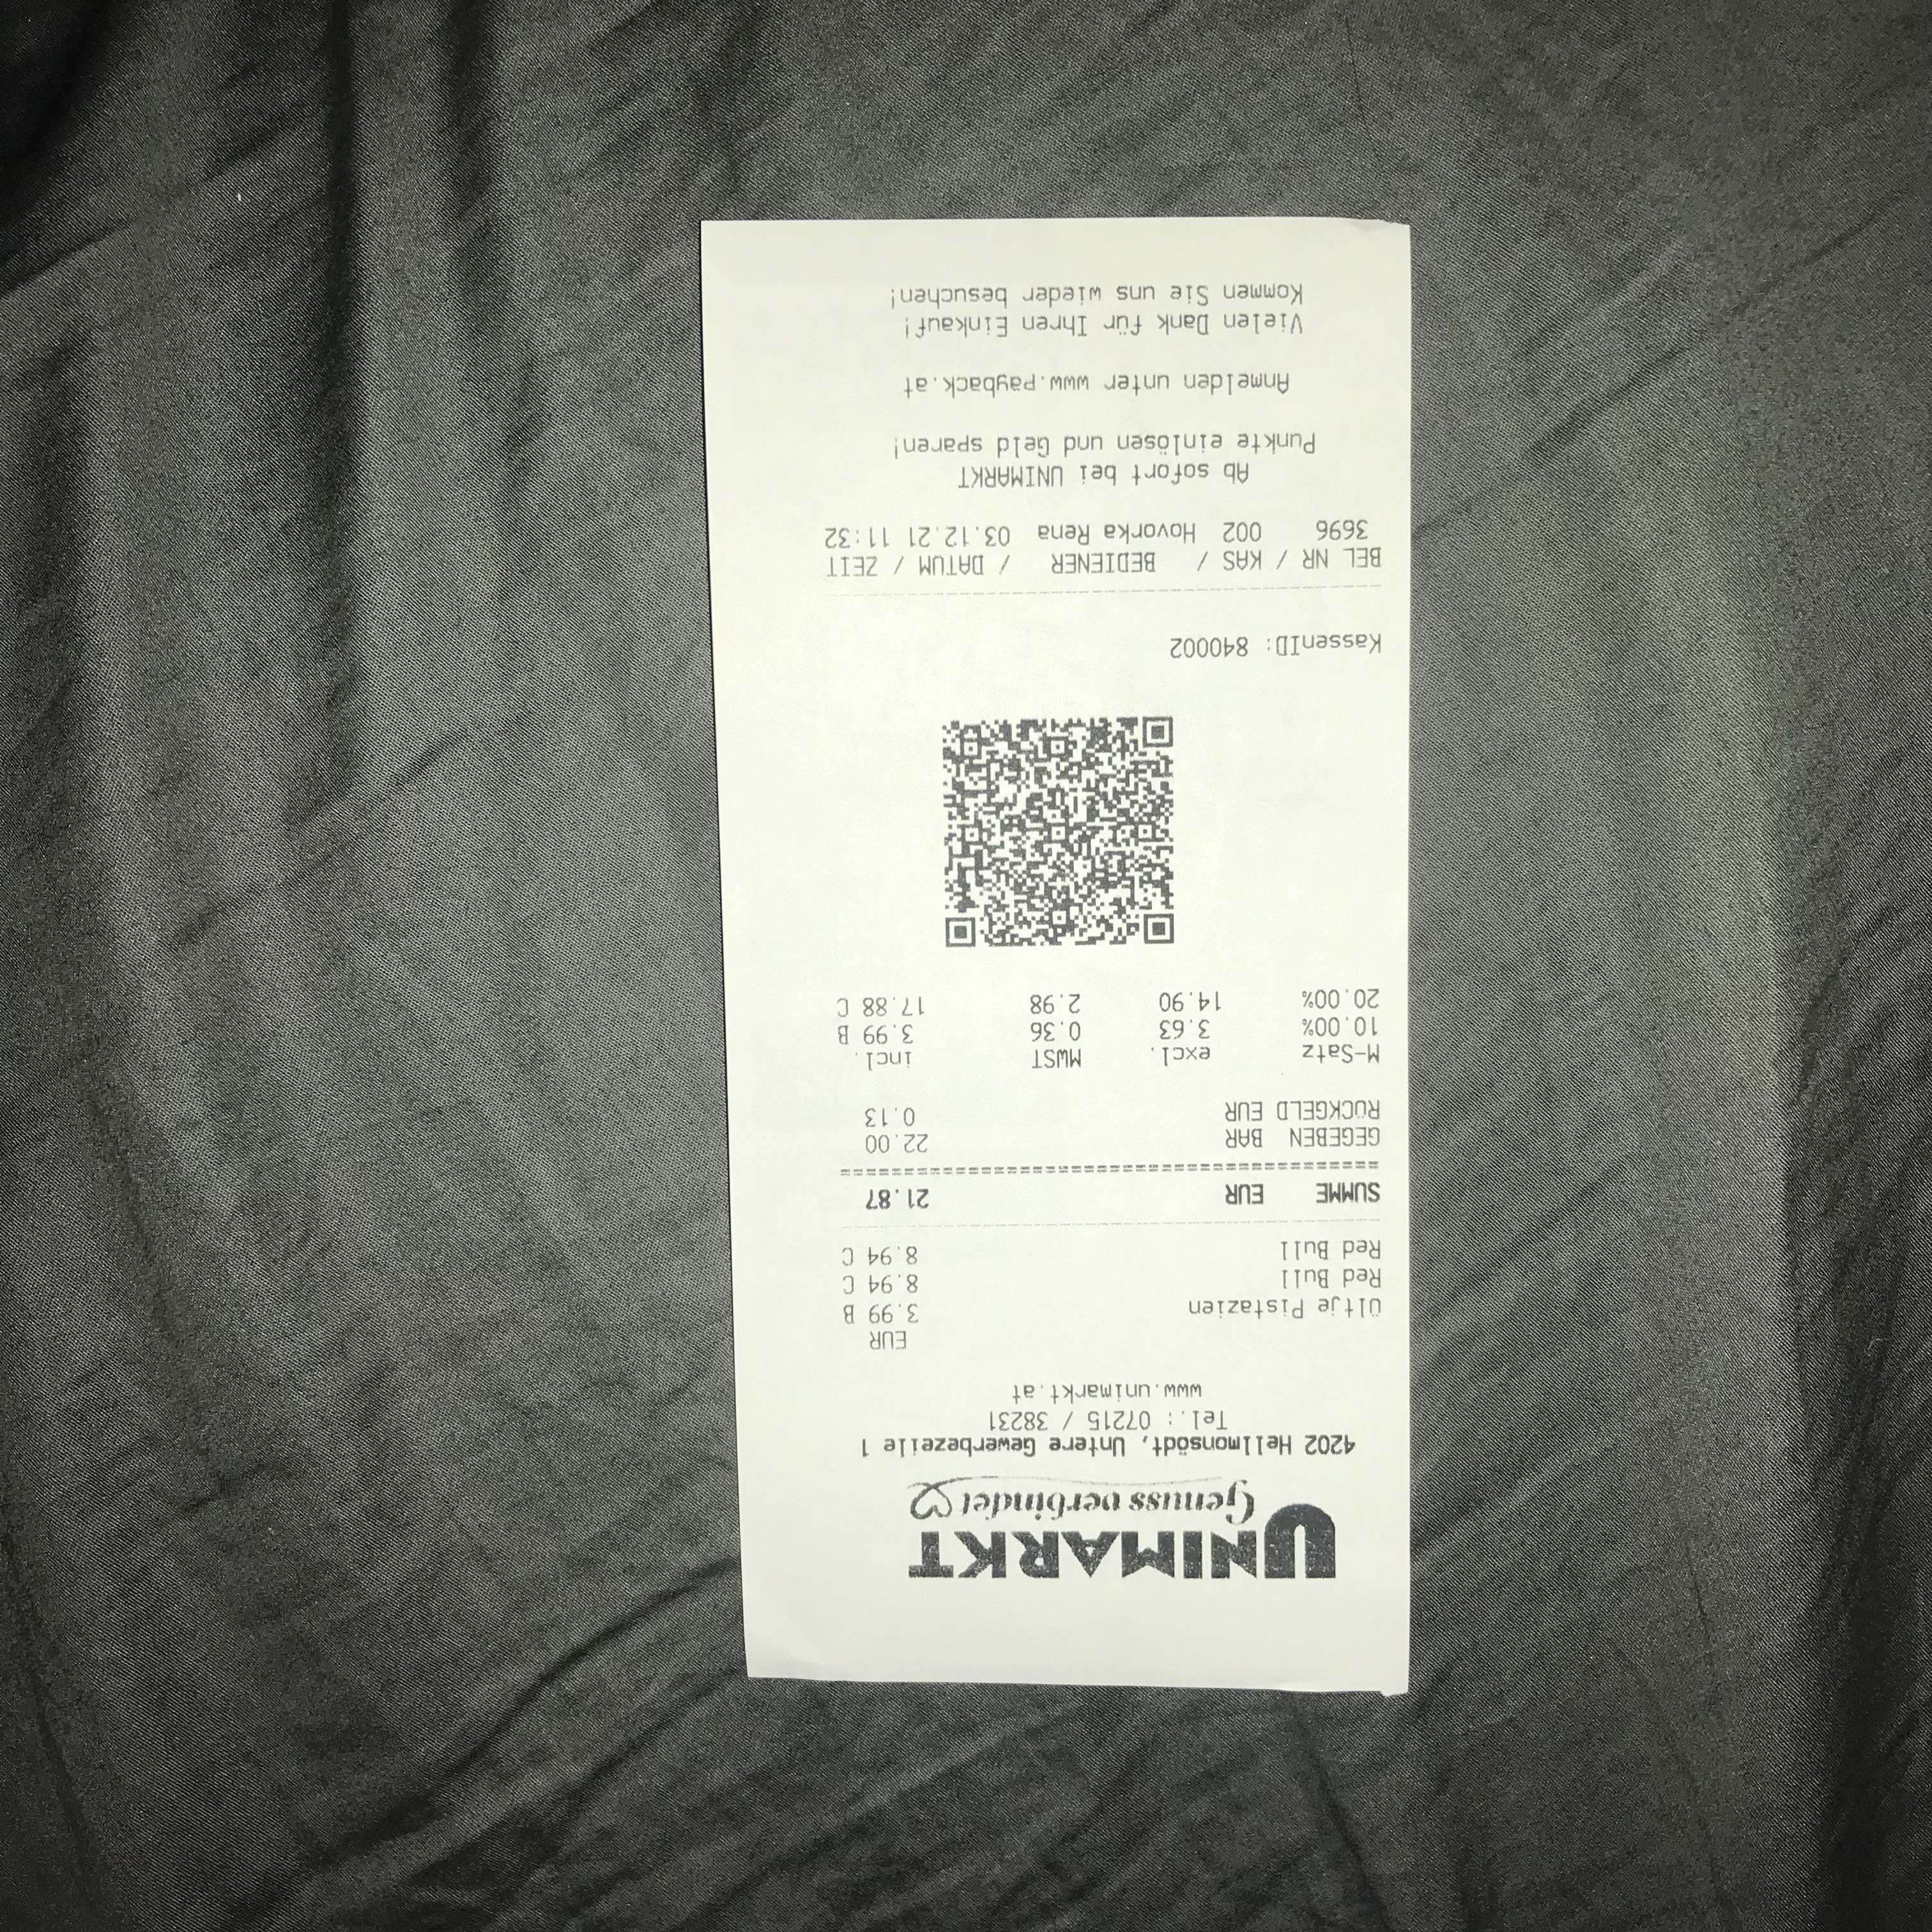 UNIMARKT
Genuss verbindet
4202 Hellmonsödt, Untere Gewerbezeile 1
Tel.: 07215 / 38231
www.unimarkt.at
EUR
Ültje Pistazien 3.99 B
Red Bull 8.94 C
Red Bull 8.94 C
SUMME EUR 21.87
GEGEBEN BAR 22.00
RÜCKGELD EUR 0.13
M-Satz excl. MWST incl.
10.00% 3.63 0.36 3.99 B
20.00% 14.90 2.98 17.88 C
KassenID: 840002
BEL NR / KAS / BEDIENER / DATUM / ZEIT
3696 002 Hovorka Rena 03.12.21 11:32
Ab sofort bei UNIMARKT
Punkte einlösen und Geld sparen!
Anmelden unter www.payback.at
Vielen Dank für Ihren Einkauf!
Kommen Sie uns wieder besuchen!